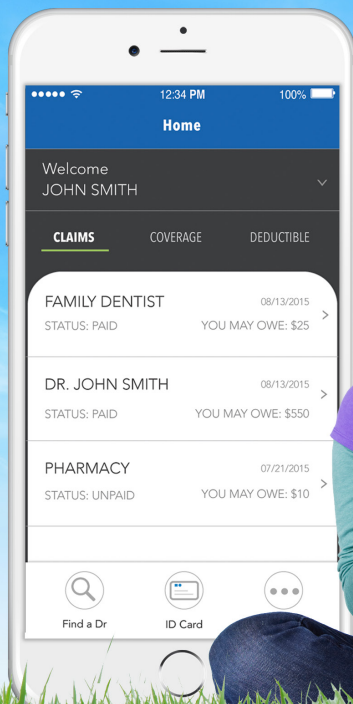 12:34 PM
100%
Home
Welcome
JOHN SMITH
CLAIMS COVERAGE DEDUCTIBLE
FAMILY DENTIST 08/13/2015
STATUS: PAID YOU MAY OWE: $25
DR. JOHN SMITH 08/13/2015
STATUS: PAID YOU MAY OWE: $550
PHARMACY 07/21/2015
STATUS: UNPAID YOU MAY OWE: $10
Find a Dr ID Card